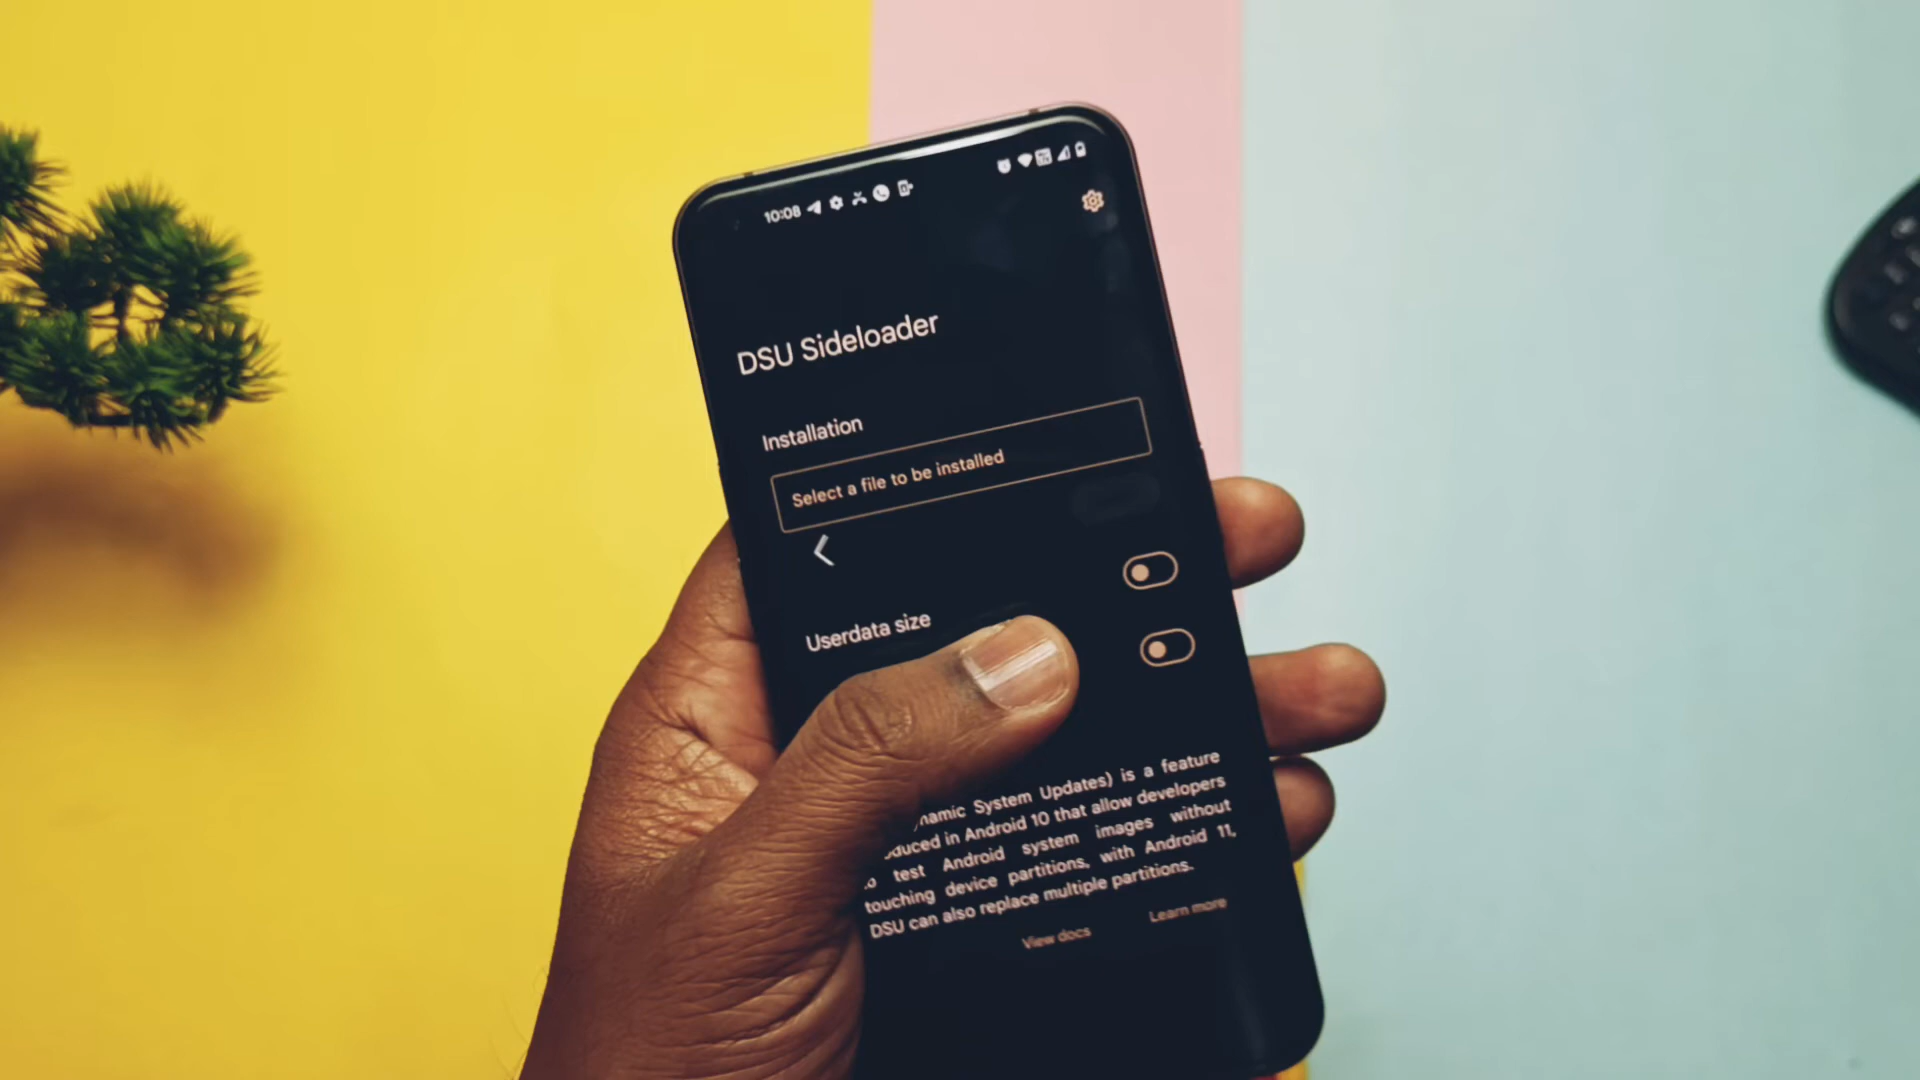 10:08
DSU Sideloader
Installation
Select a file to be installed
Userdata size
namic System Updates) is a feature
duced in Android 10 that allow developers
test Android system images without
touching device partitions, with Android 11,
DSU can also replace multiple partitions.
View docs
Learn more